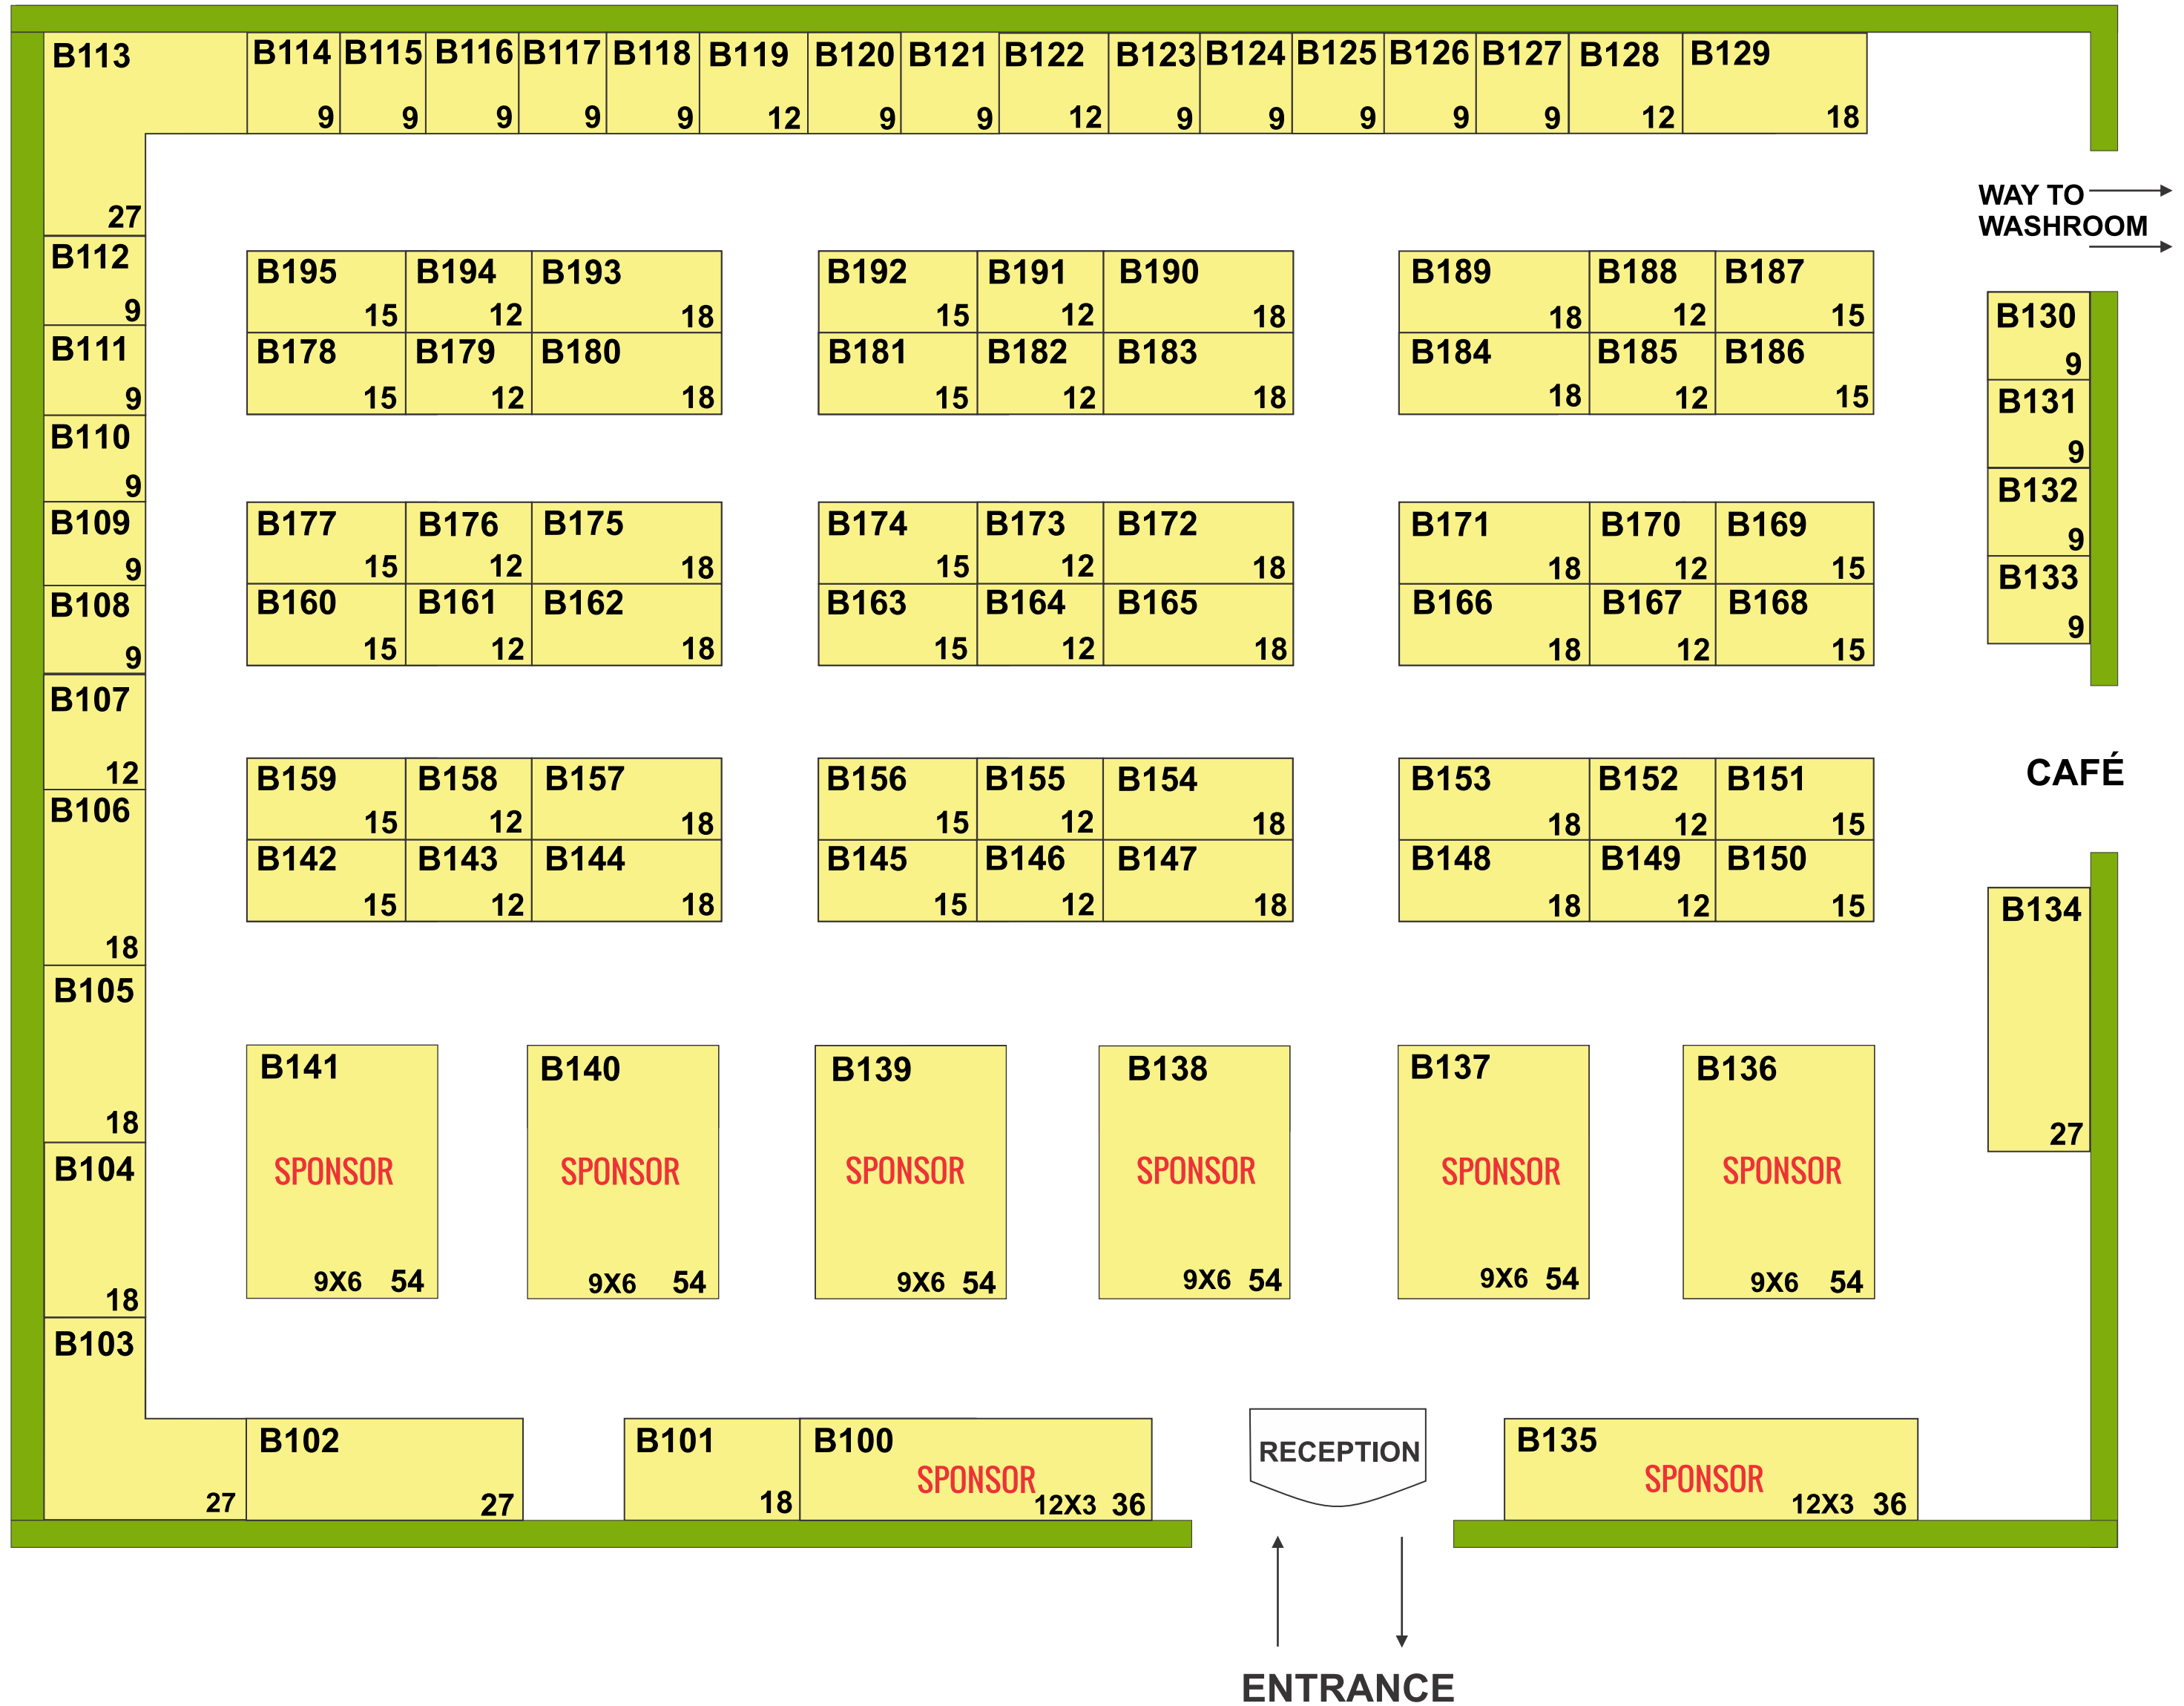 B113 B114 B115 B116 B117 B118 B119 B120 B121 B122 B123 B124 B125 B126 B127 B128 B129
9 9 9 9 9 12 9 9 12 9 9 9 9 9 12 18
27
WAY TO
WASHROOM
B112
9
B111
9
B110
9
B109
9
B108
9
B107
12
B106
18
B105
18
B104
18
B103
27
B195 B194 B193 B192 B191 B190 B189 B188 B187
15 12 18 15 12 18 18 12 15
B178 B179 B180 B181 B182 B183 B184 B185 B186
15 12 18 15 12 18 18 12 15
B130
9
B131
9
B132
9
B133
9
B177 B176 B175 B174 B173 B172 B171 B170 B169
15 12 18 15 12 18 18 12 15
B160 B161 B162 B163 B164 B165 B166 B167 B168
15 12 18 15 12 18 18 12 15
CAFÉ
B159 B158 B157 B156 B155 B154 B153 B152 B151
15 12 18 15 12 18 18 12 15
B142 B143 B144 B145 B146 B147 B148 B149 B150
15 12 18 15 12 18 18 12 15
B134
27
B141 B140 B139 B138 B137 B136
SPONSOR SPONSOR SPONSOR SPONSOR SPONSOR SPONSOR
9X6 54 9X6 54 9X6 54 9X6 54 9X6 54 9X6 54
B102 B101 B100 RECEPTION B135
SPONSOR SPONSOR
27 18 12X3 36 12X3 36
ENTRANCE